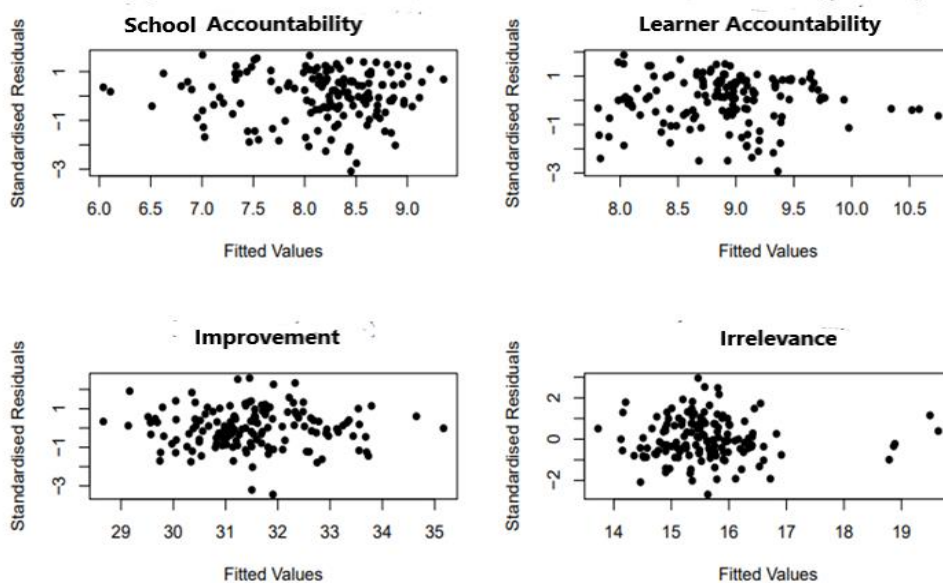 School Accountability
Standardised Residuals
1
-1
-3
6.0 6.5 7.0 7.5 8.0 8.5 9.0
Fitted Values
Learner Accountability
Standardised Residuals
1
-1
-3
8.0 8.5 9.0 9.5 10.0 10.5
Fitted Values
Improvement
Standardised Residuals
1
-1
-3
29 30 31 32 33 34 35
Fitted Values
Irrelevance
Standardised Residuals
2
0
-2
14 15 16 17 18 19
Fitted Values